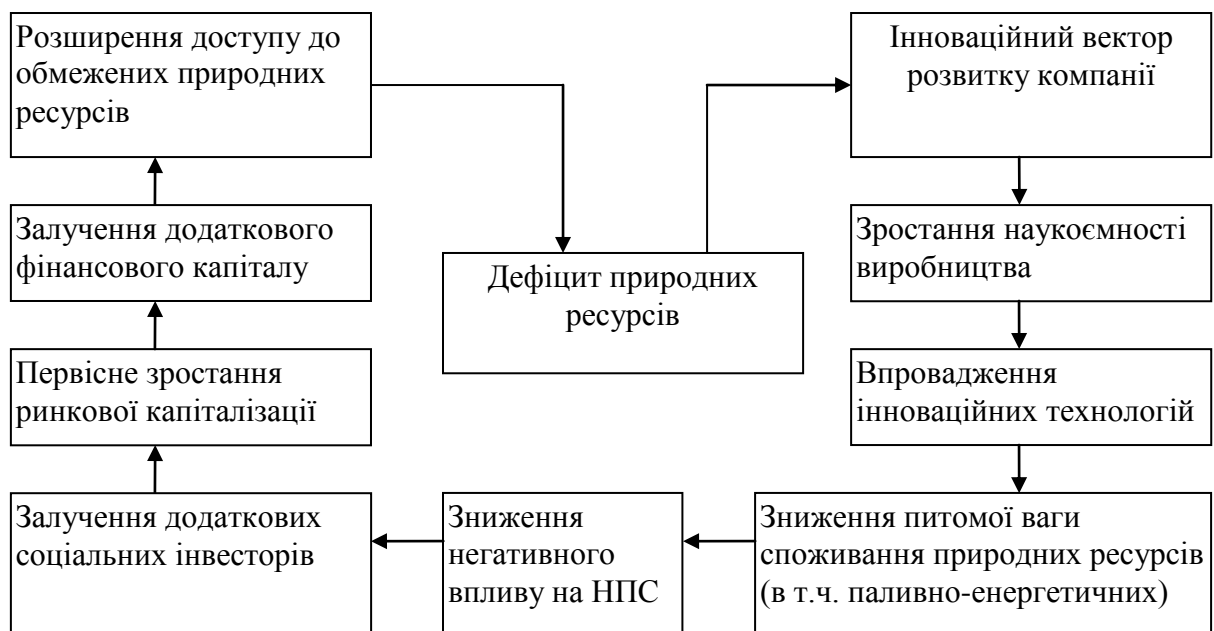 Розширення доступу до
обмежених природних
ресурсів
Інноваційний вектор
розвитку компанії
Залучення додаткового
фінансового капіталу
Дефіцит природних
ресурсів
Зростання наукоємності
виробництва
Первісне зростання
ринкової капіталізації
Впровадження
інноваційних технологій
Залучення додаткових
соціальних інвесторів
Зниження
негативного
впливу на НПС
Зниження питомої ваги
споживання природних ресурсів
(в т.ч. паливно-енергетичних)